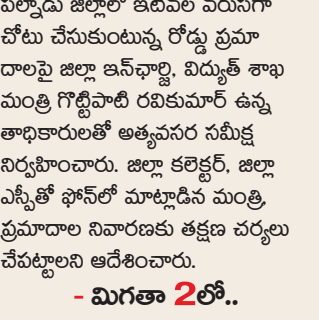 పల్నాడు జిల్లాలో ఇటీవల వరుసగా
చోటు చేసుకుంటున్న రోడ్డు ప్రమా
దాలపై జిల్లా ఇన్‌ఛార్జి, విద్యుత్ శాఖ
మంత్రి గొట్టిపాటి రవికుమార్ ఉన్న
తాధికారులతో అత్యవసర సమీక్ష
నిర్వహించారు. జిల్లా కలెక్టర్, జిల్లా
ఎస్పీతో ఫోన్‌లో మాట్లాడిన మంత్రి,
ప్రమాదాల నివారణకు తక్షణ చర్యలు
చేపట్టాలని ఆదేశించారు.
- మిగతా 2లో..